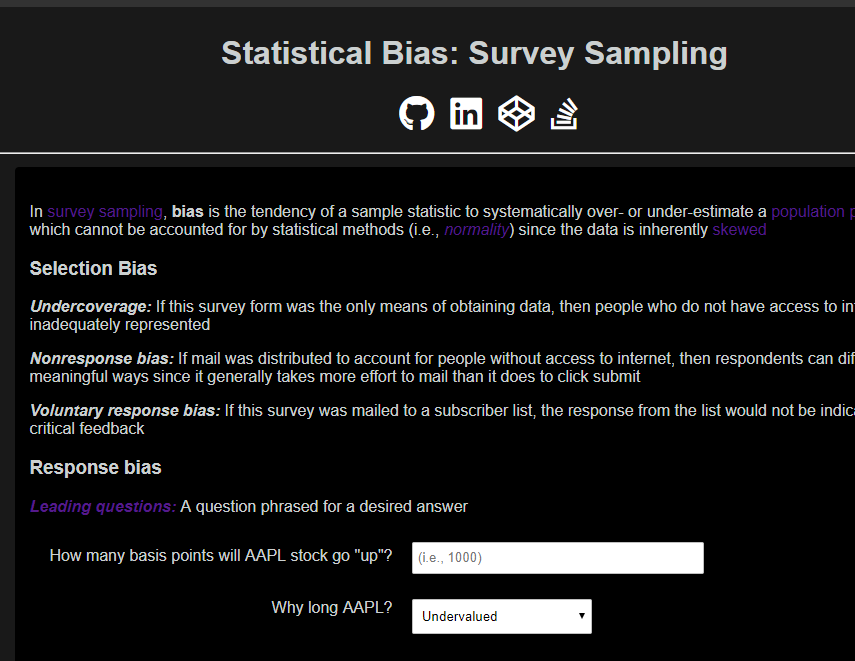 Statistical Bias: Survey Sampling
in
In survey sampling, bias is the tendency of a sample statistic to systematically over- or under-estimate a population
which cannot be accounted for by statistical methods (i.e., normality) since the data is inherently skewed
Selection Bias
Undercoverage: If this survey form was the only means of obtaining data, then people who do not have access to
inadequately represented
Nonresponse bias: If mail was distributed to account for people without access to internet, then respondents can
meaningful ways since it generally takes more effort to mail than it does to click submit
Voluntary response bias: If this survey was mailed to a subscriber list, the response from the list would not be
critical feedback
Response bias
Leading questions: A question phrased for a desired answer
How many basis points will AAPL stock go "up"? (i.e., 1000)
Why long AAPL? Undervalued